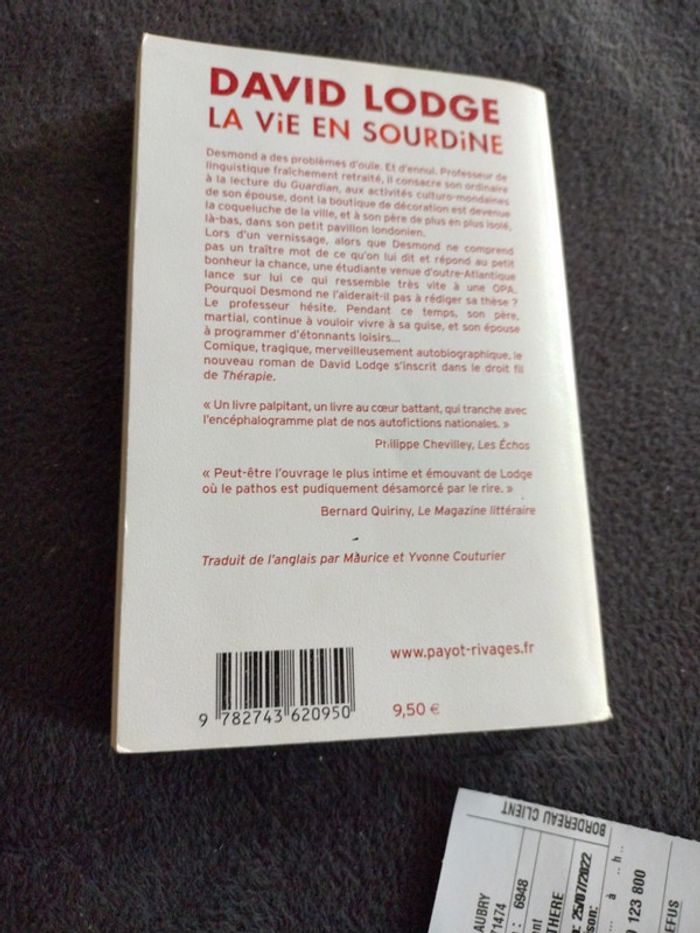 DAVID LODGE
LA ViE EN SOURDiNE
Desmond a des problèmes d'ouïe. Et d'ennui. Professeur de
linguistique fraîchement retraité, il consacre son ordinaire
à la lecture du Guardian, aux activités culturo-mondaines
de son épouse, dont la boutique de décoration est devenue
la coqueluche de la ville, et à son père de plus en plus isolé,
là-bas, dans son petit pavillon londonien.
Lors d'un vernissage, alors que Desmond ne comprend
pas un traître mot de ce qu'on lui dit et répond au petit
bonheur la chance, une étudiante venue d'outre-Atlantique
lance sur lui ce qui ressemble très vite à une OPA.
Pourquoi Desmond ne l'aiderait-il pas à rédiger sa thèse ?
Le professeur hésite. Pendant ce temps, son père,
martial, continue à vouloir vivre à sa guise, et son épouse
à programmer d'étonnants loisirs...
Comique, tragique, merveilleusement autobiographique, le
nouveau roman de David Lodge s'inscrit dans le droit fil
de Thérapie.
« Un livre palpitant, un livre au cœur battant, qui tranche avec
l'encéphalogramme plat de nos autofictions nationales. »
Philippe Chevilley, Les Échos
« Peut-être l'ouvrage le plus intime et émouvant de Lodge
où le pathos est pudiquement désamorcé par le rire. »
Bernard Quiriny, Le Magazine littéraire
Traduit de l'anglais par Maurice et Yvonne Couturier
www.payot-rivages.fr
9 782743 620950
9,50 €
BORDEREAU CLIENT
AUBRY
71474
: 6948
THERE
: 25/07/2022
son:
.. à .. h ..
123 800
EFUS